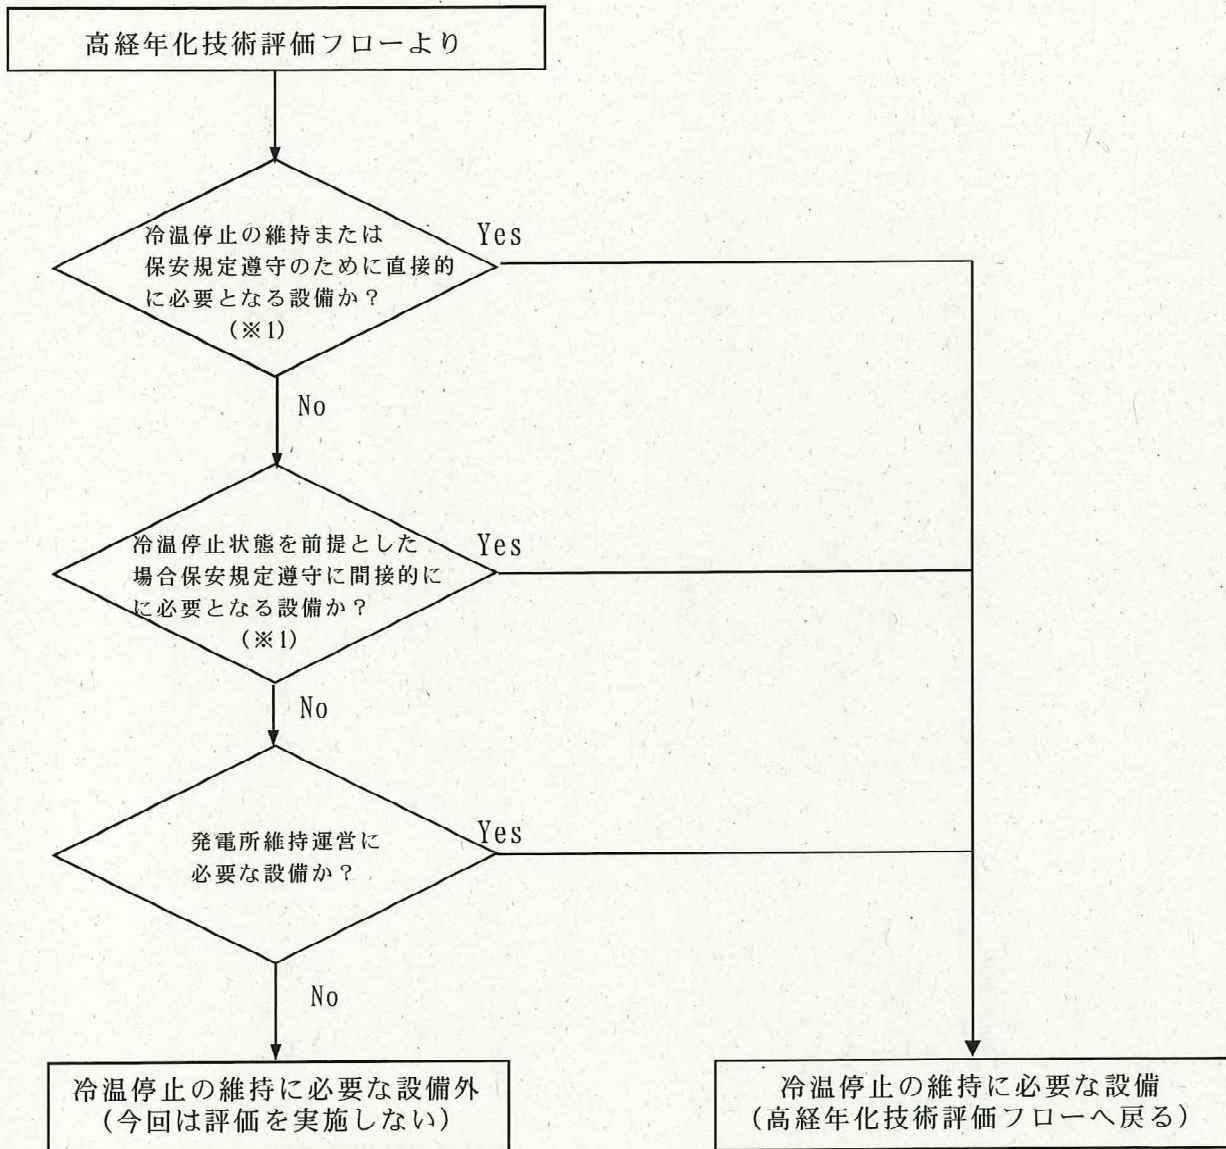 高経年化技術評価フローより
冷温停止の維持または
保安規定遵守のために直接的
に必要となる設備か？
(※1)
Yes
No
冷温停止状態を前提とした
場合保安規定遵守に間接的に
に必要となる設備か？
(※1)
Yes
No
発電所維持運営に
必要な設備か？
Yes
No
冷温停止の維持に必要な設備外
(今回は評価を実施しない)
冷温停止の維持に必要な設備
(高経年化技術評価フローへ戻る)